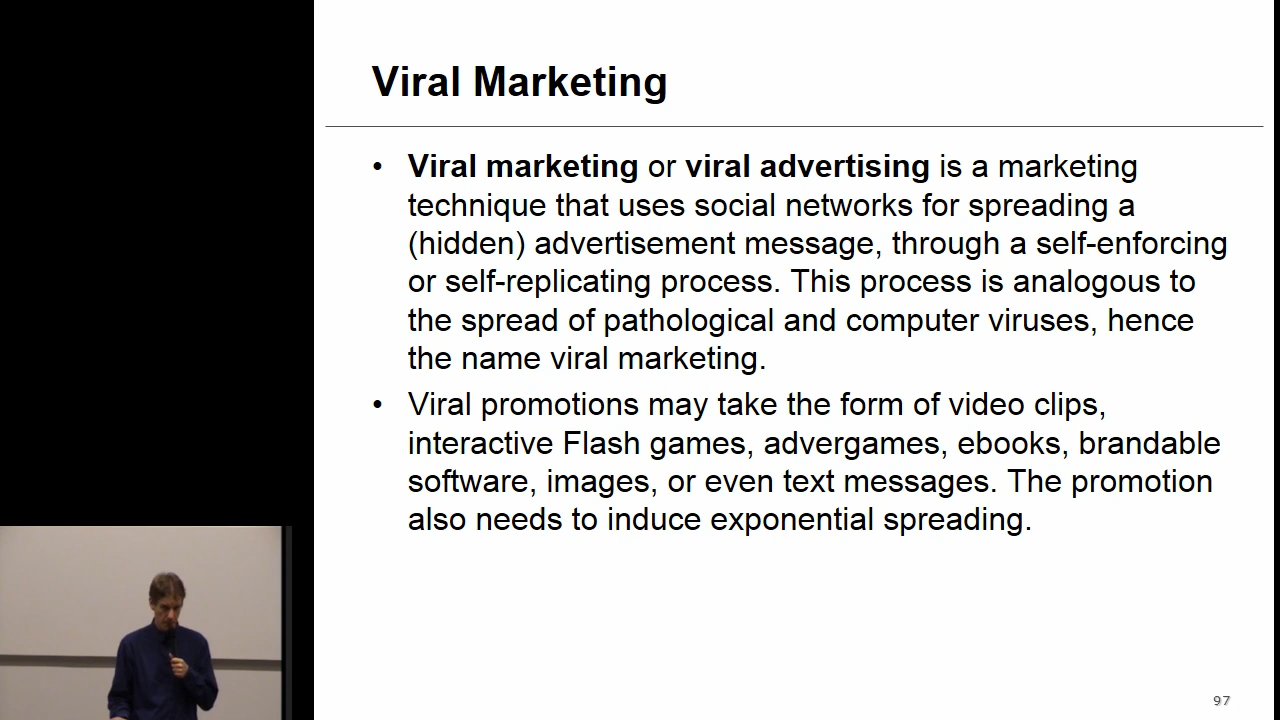 Viral Marketing
• Viral marketing or viral advertising is a marketing
technique that uses social networks for spreading a
(hidden) advertisement message, through a self-enforcing
or self-replicating process. This process is analogous to
the spread of pathological and computer viruses, hence
the name viral marketing.
• Viral promotions may take the form of video clips,
interactive Flash games, advergames, ebooks, brandable
software, images, or even text messages. The promotion
also needs to induce exponential spreading.
97